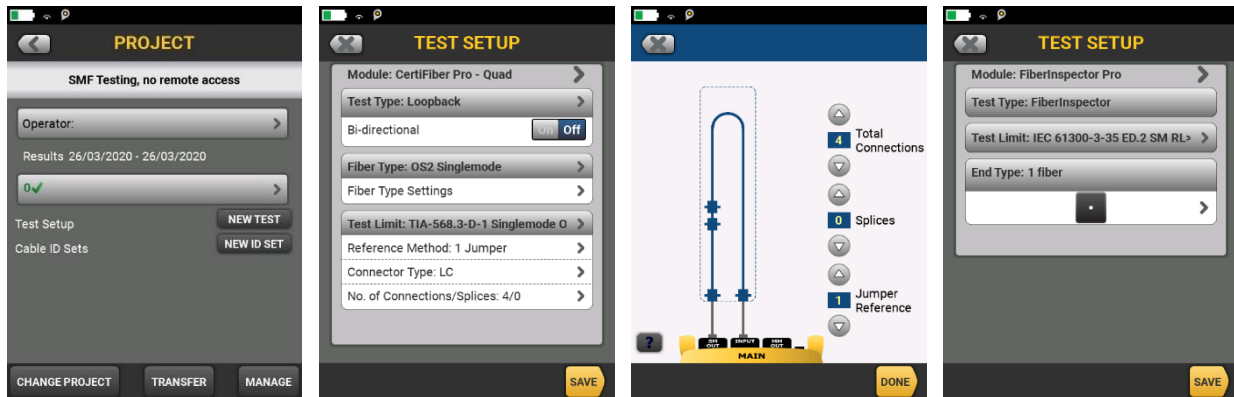 PROJECT
SMF Testing, no remote access
Operator:
Results 26/03/2020 - 26/03/2020
0
Test Setup
NEW TEST
Cable ID Sets
NEW ID SET
CHANGE PROJECT
TRANSFER
MANAGE
TEST SETUP
Module: CertiFiber Pro - Quad
Test Type: Loopback
Bi-directional
On Off
Fiber Type: OS2 Singlemode
Fiber Type Settings
Test Limit: TIA-568.3-D-1 Singlemode O
Reference Method: 1 Jumper
Connector Type: LC
No. of Connections/Splices: 4/0
SAVE
4
Total
Connections
0
Splices
1
Jumper
Reference
?
SM
OUT
INPUT
MM
OUT
MAIN
DONE
TEST SETUP
Module: FiberInspector Pro
Test Type: FiberInspector
Test Limit: IEC 61300-3-35 ED.2 SM RL>
End Type: 1 fiber
SAVE